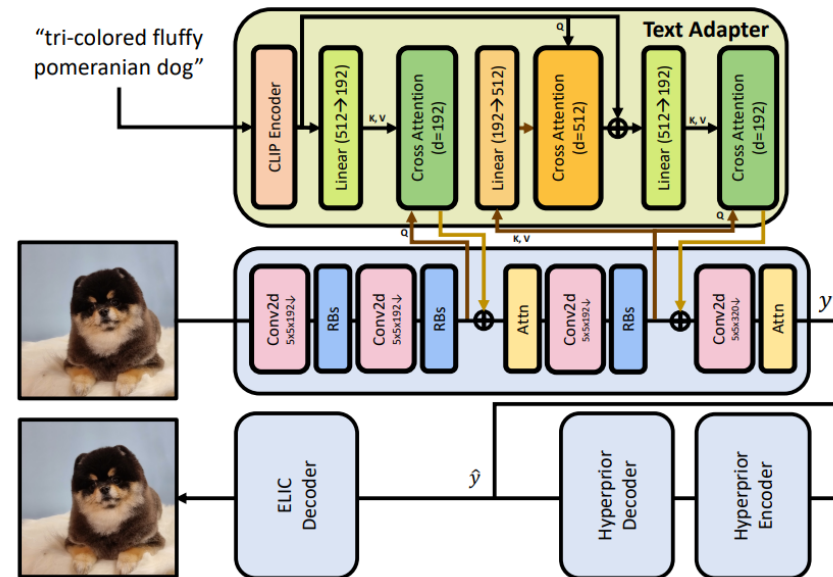 "tri-colored fluffy
pomeranian dog"
Text Adapter
CLIP Encoder
Linear (512→192)
K, V
Cross Attention
(d=192)
Linear (192→512)
Q
Cross Attention
(d=512)
Linear (512→192)
K, V
Cross Attention
(d=192)
Q
K, V
Q
Conv2d
5x5x192↓
RBs
Conv2d
5x5x192↓
RBs
Attn
Conv2d
5x5x192↓
RBs
Conv2d
5x5x320↓
Attn
y
ELIC
Decoder
ŷ
Hyperprior
Decoder
Hyperprior
Encoder